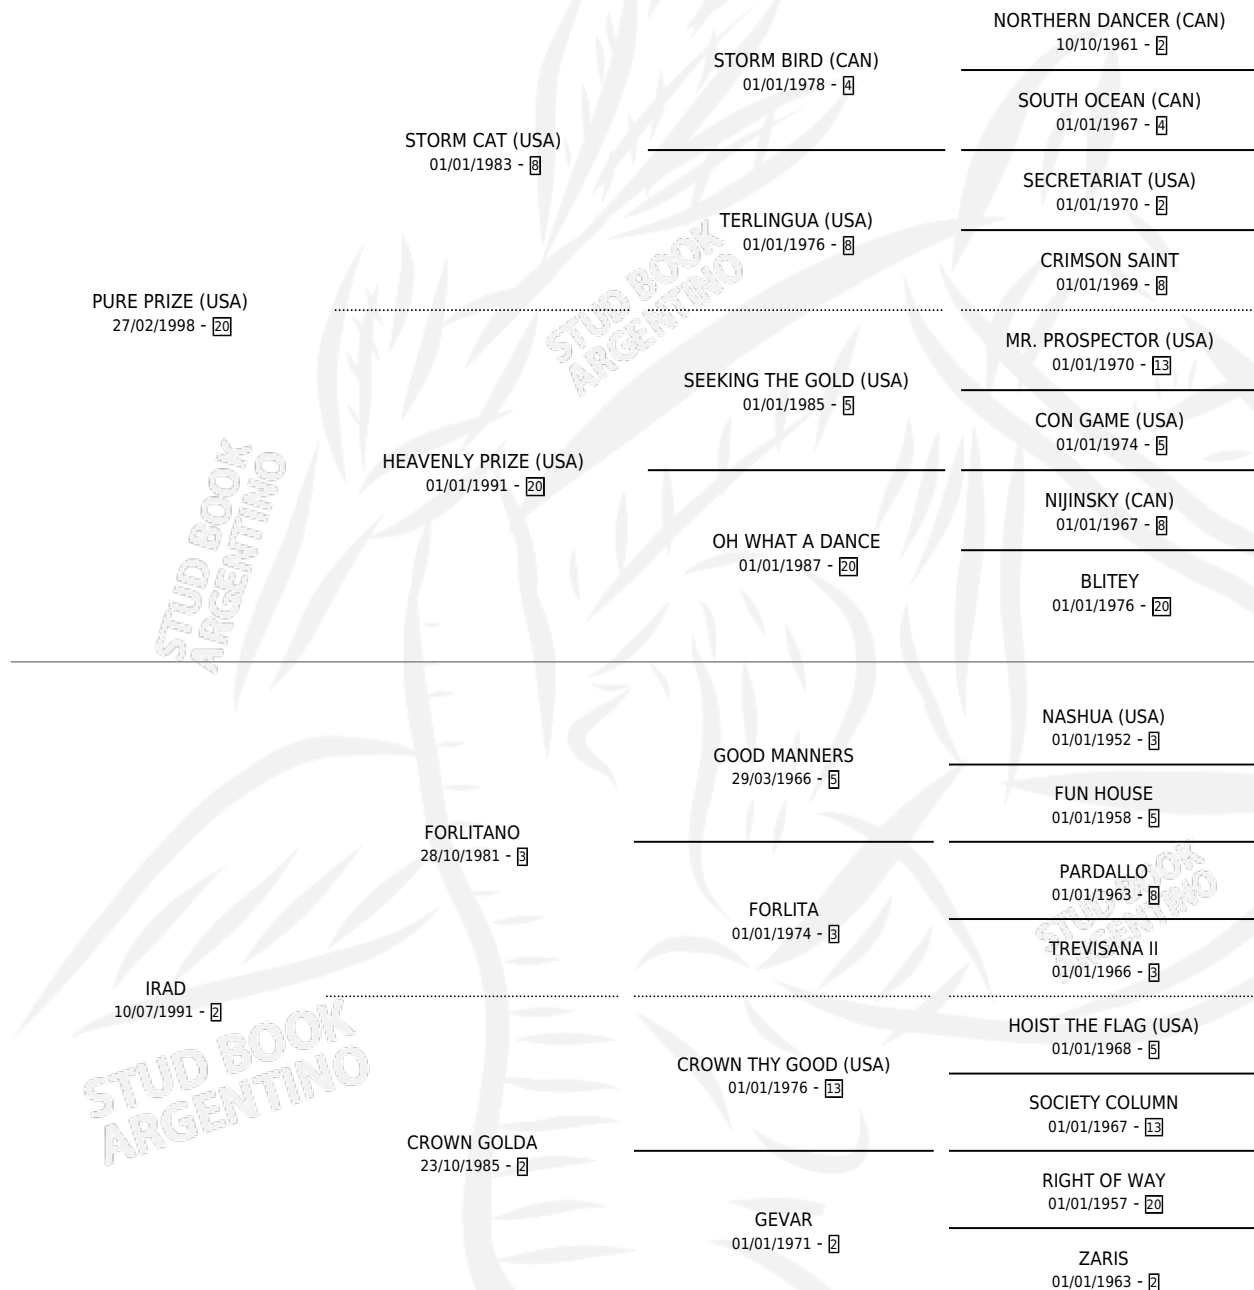 NORTHERN DANCER (CAN)
10/10/1961 - 2
STORM BIRD (CAN)
01/01/1978 - 4
SOUTH OCEAN (CAN)
01/01/1967 - 4
STORM CAT (USA)
01/01/1983 - 8
SECRETARIAT (USA)
01/01/1970 - 2
TERLINGUA (USA)
01/01/1976 - 8
CRIMSON SAINT
01/01/1969 - 8
PURE PRIZE (USA)
27/02/1998 - 20
STUD BOOK
ARGENTINO
MR. PROSPECTOR (USA)
01/01/1970 - 13
SEEKING THE GOLD (USA)
01/01/1985 - 5
CON GAME (USA)
01/01/1974 - 5
HEAVENLY PRIZE (USA)
01/01/1991 - 20
NIJINSKY (CAN)
01/01/1967 - 8
OH WHAT A DANCE
01/01/1987 - 20
BLITEY
01/01/1976 - 20
STUD BOOK
ARGENTINO
NASHUA (USA)
01/01/1952 - 3
GOOD MANNERS
29/03/1966 - 5
FUN HOUSE
01/01/1958 - 5
FORLITANO
28/10/1981 - 3
PARDALLO
01/01/1963 - 8
FORLITA
01/01/1974 - 3
STUD BOOK
ARGENTINO
TREVISANA II
01/01/1966 - 3
IRAD
10/07/1991 - 2
STUD BOOK
ARGENTINO
HOIST THE FLAG (USA)
01/01/1968 - 5
CROWN THY GOOD (USA)
01/01/1976 - 13
SOCIETY COLUMN
01/01/1967 - 13
CROWN GOLDA
23/10/1985 - 2
RIGHT OF WAY
01/01/1957 - 20
GEVAR
01/01/1971 - 2
ZARIS
01/01/1963 - 2